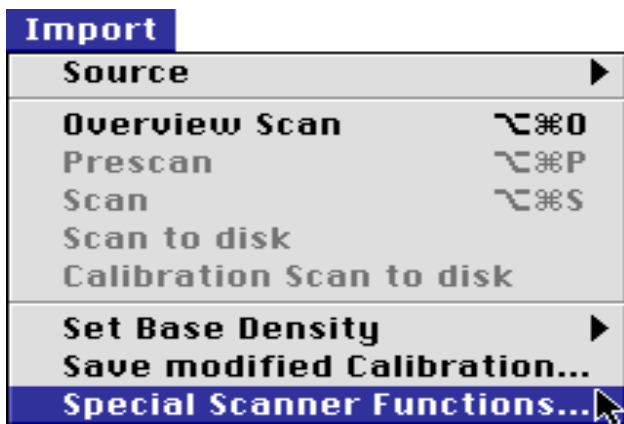 Import
Source
Overview Scan ⌥⌘O
Prescan ⌥⌘P
Scan ⌥⌘S
Scan to disk
Calibration Scan to disk
Set Base Density
Save modified Calibration...
Special Scanner Functions...